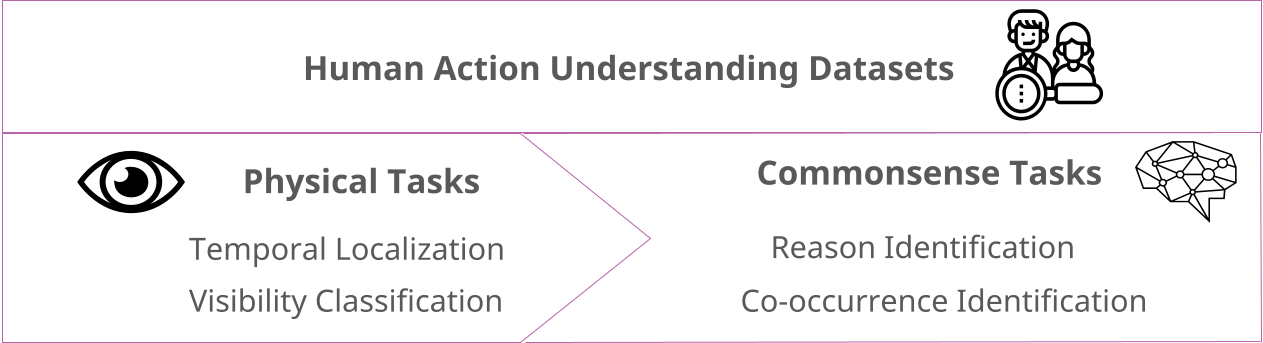 Human Action Understanding Datasets
Physical Tasks
Temporal Localization
Visibility Classification
Commonsense Tasks
Reason Identification
Co-occurrence Identification